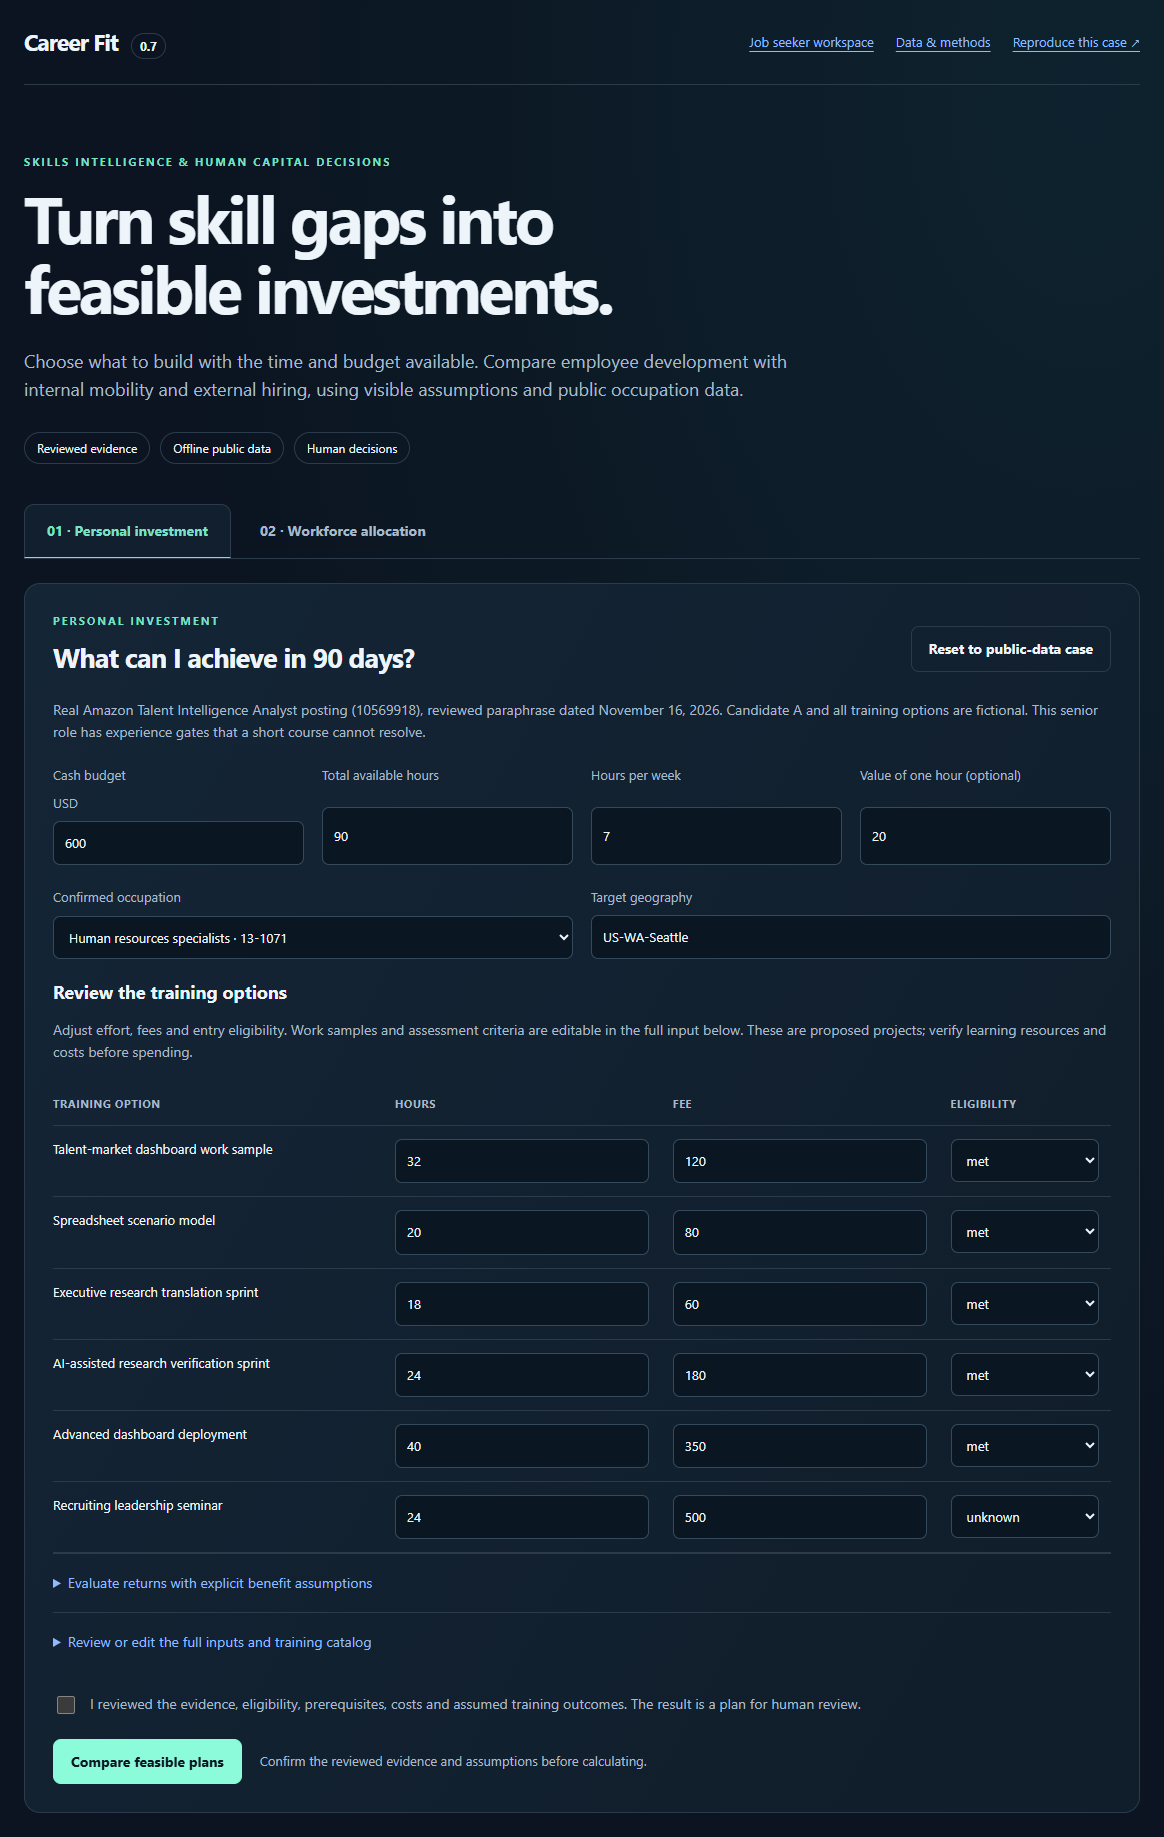 Career Fit 0.7
Job seeker workspace Data & methods Reproduce this case ↗
SKILLS INTELLIGENCE & HUMAN CAPITAL DECISIONS
Turn skill gaps into
feasible investments.
Choose what to build with the time and budget available. Compare employee development with
internal mobility and external hiring, using visible assumptions and public occupation data.
Reviewed evidence Offline public data Human decisions
01 · Personal investment 02 · Workforce allocation
PERSONAL INVESTMENT
What can I achieve in 90 days?
Reset to public-data case
Real Amazon Talent Intelligence Analyst posting (10569918), reviewed paraphrase dated November 16, 2026. Candidate A and all training options are fictional. This senior
role has experience gates that a short course cannot resolve.
Cash budget Total available hours Hours per week Value of one hour (optional)
USD
600 90 7 20
Confirmed occupation Target geography
Human resources specialists · 13-1071 US-WA-Seattle
Review the training options
Adjust effort, fees and entry eligibility. Work samples and assessment criteria are editable in the full input below. These are proposed projects; verify learning resources and
costs before spending.
TRAINING OPTION HOURS FEE ELIGIBILITY
Talent-market dashboard work sample 32 120 met
Spreadsheet scenario model 20 80 met
Executive research translation sprint 18 60 met
AI-assisted research verification sprint 24 180 met
Advanced dashboard deployment 40 350 met
Recruiting leadership seminar 24 500 unknown
▶ Evaluate returns with explicit benefit assumptions
▶ Review or edit the full inputs and training catalog
I reviewed the evidence, eligibility, prerequisites, costs and assumed training outcomes. The result is a plan for human review.
Compare feasible plans Confirm the reviewed evidence and assumptions before calculating.